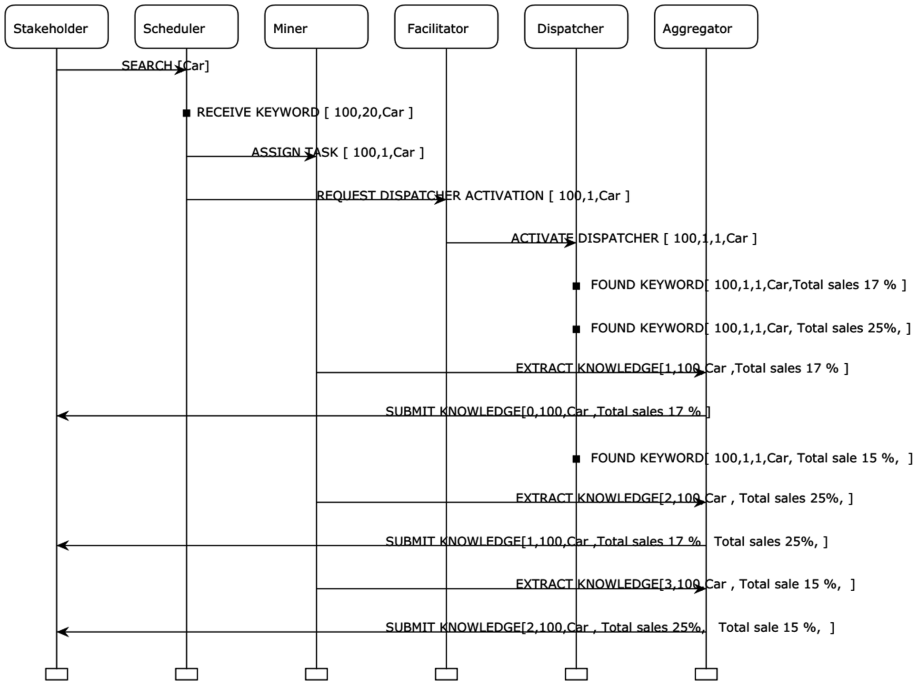 Stakeholder Scheduler Miner Facilitator Dispatcher Aggregator
SEARCH [Car]
RECEIVE KEYWORD [ 100,20,Car ]
ASSIGN TASK [ 100,1,Car ]
REQUEST DISPATCHER ACTIVATION [ 100,1,Car ]
ACTIVATE DISPATCHER [ 100,1,1,Car ]
FOUND KEYWORD[ 100,1,1,Car,Total sales 17 % ]
FOUND KEYWORD[ 100,1,1,Car, Total sales 25%, ]
EXTRACT KNOWLEDGE[1,100,Car ,Total sales 17 % ]
SUBMIT KNOWLEDGE[0,100,Car ,Total sales 17 % ]
FOUND KEYWORD[ 100,1,1,Car, Total sale 15 %, ]
EXTRACT KNOWLEDGE[2,100,Car , Total sales 25%, ]
SUBMIT KNOWLEDGE[1,100,Car ,Total sales 17 % Total sales 25%, ]
EXTRACT KNOWLEDGE[3,100,Car , Total sale 15 %, ]
SUBMIT KNOWLEDGE[2,100,Car , Total sales 25%, Total sale 15 %, ]